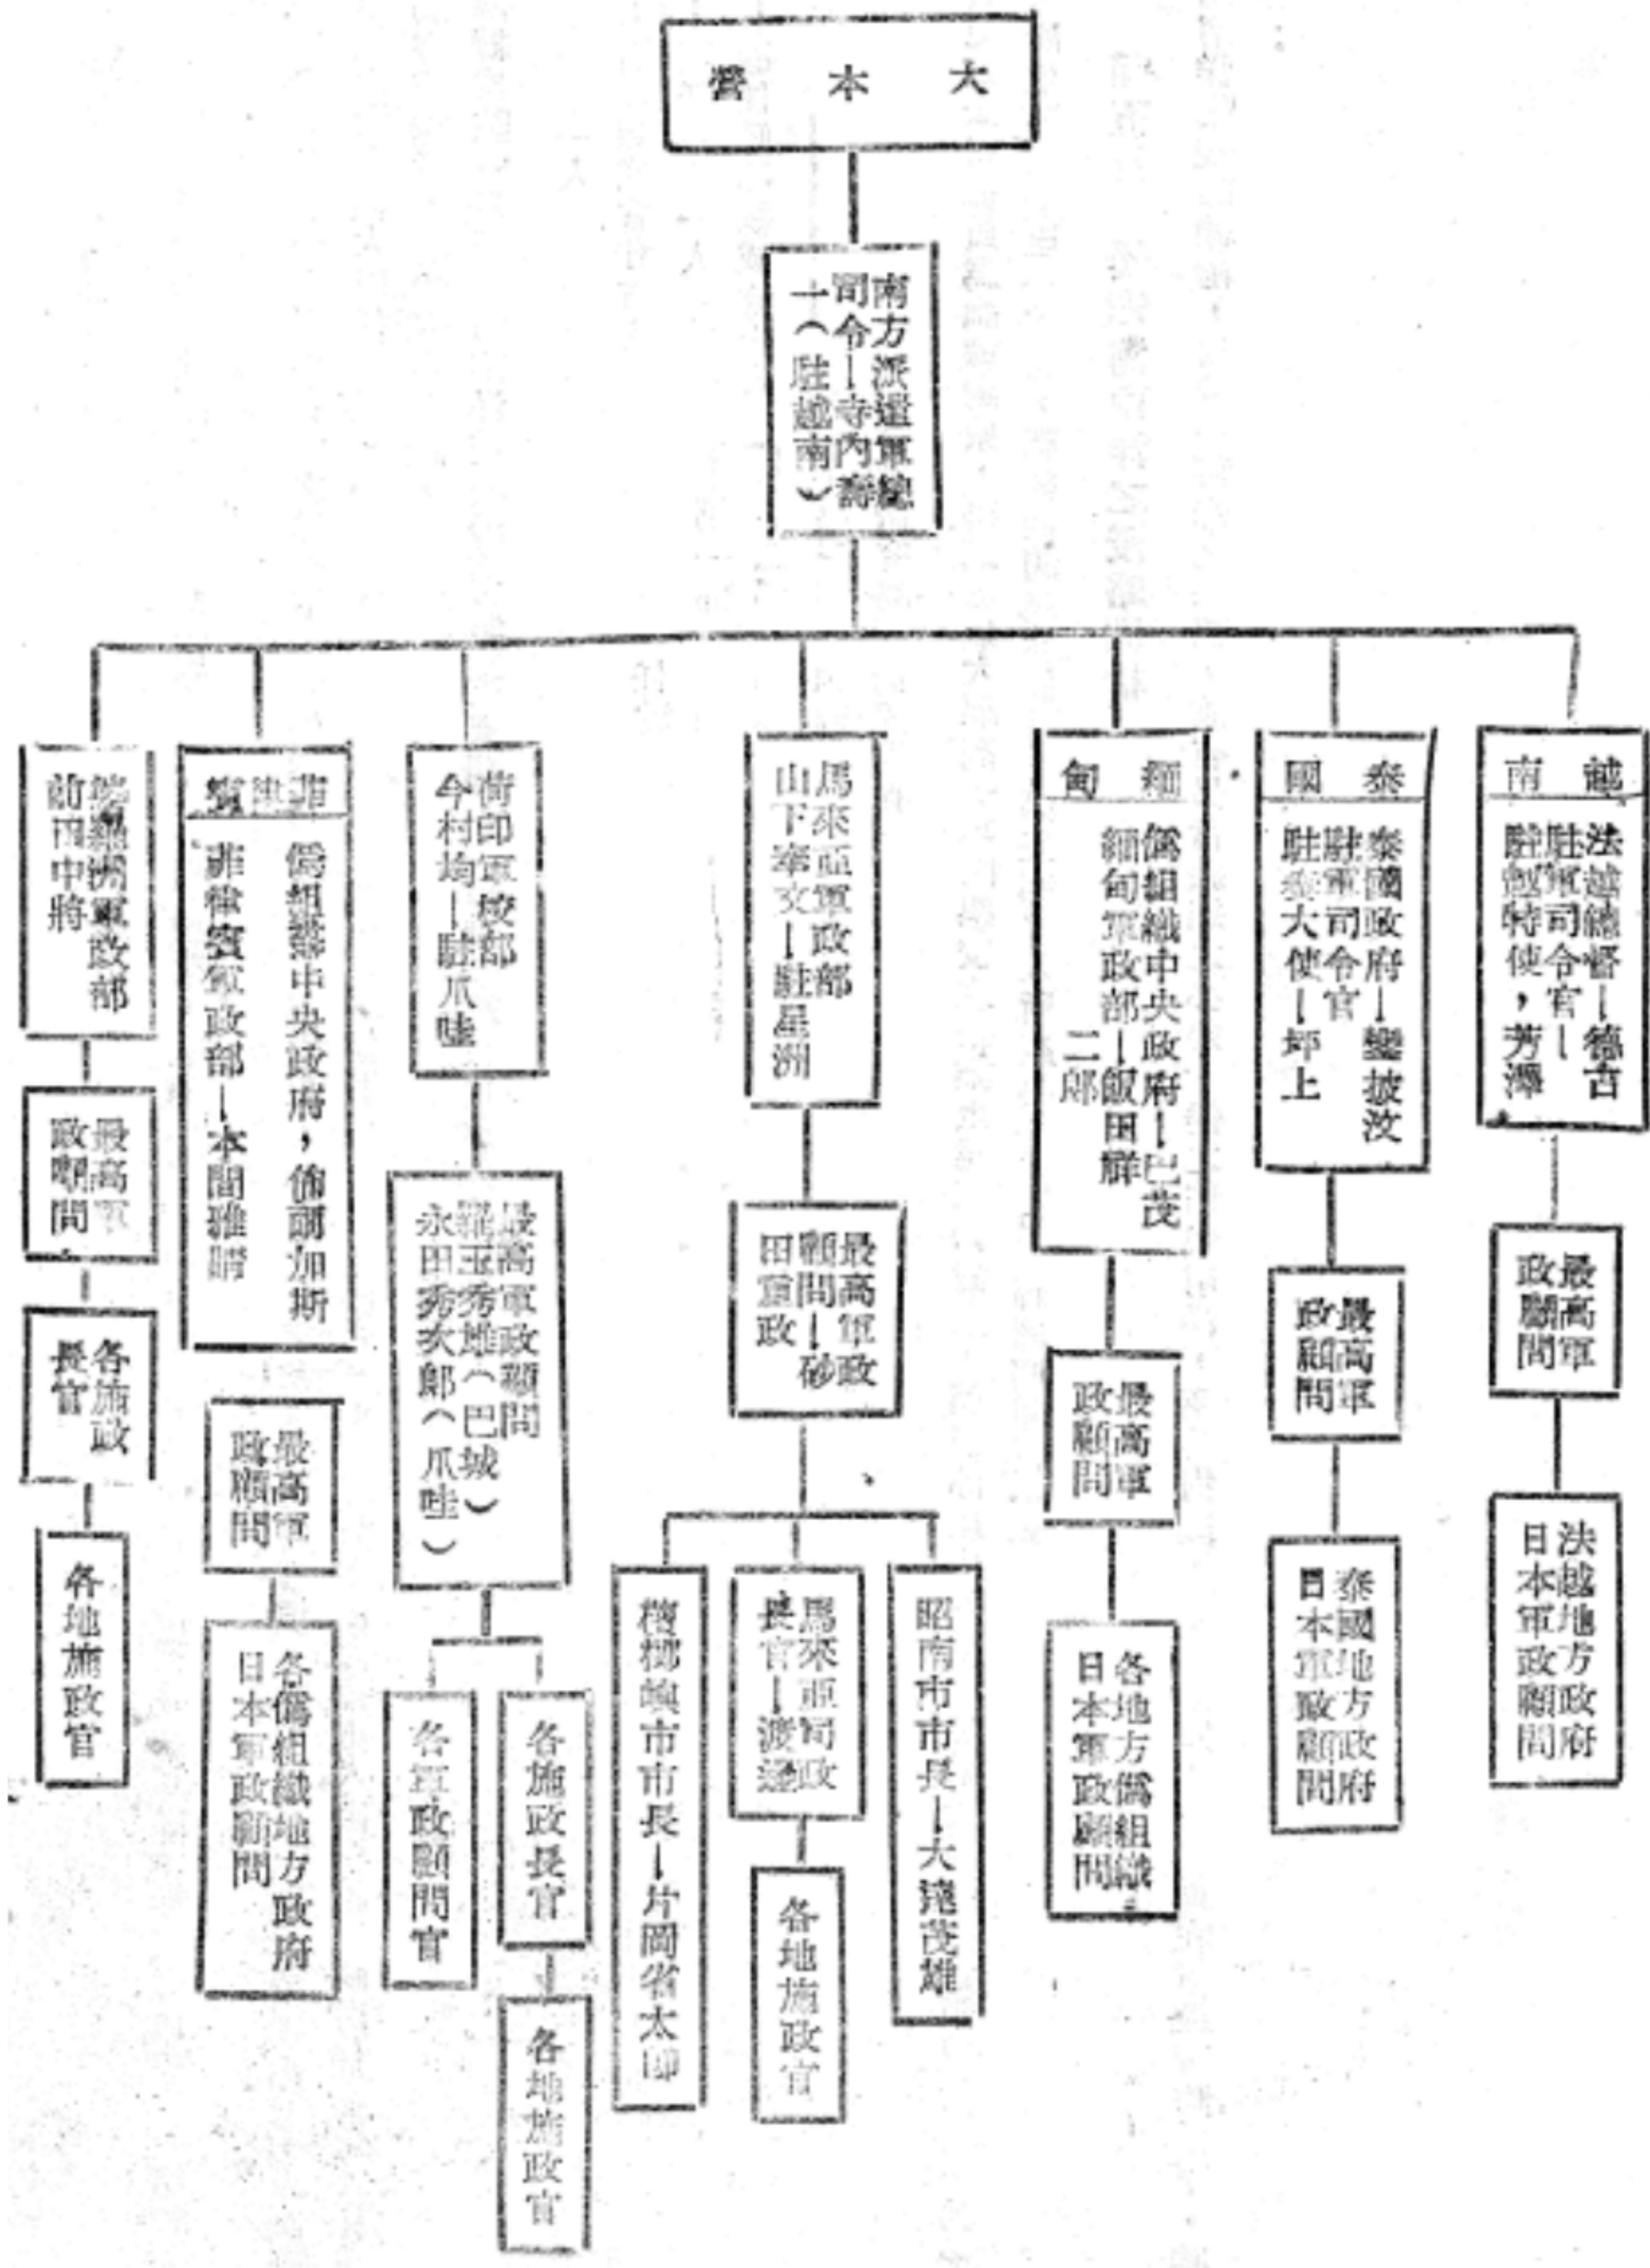 大本營
南方派遣軍總
司令—寺內壽
一（駐越南）
越南
法越總督—德古
駐軍司令官—
駐越特使，芳澤
最高軍
政顧問
法越地方政府
日本軍政顧問
泰國
泰國政府—鑾披汶
駐軍司令官
駐泰大使—坪上
最高軍
政顧問
泰國地方政府
日本軍政顧問
緬甸
僞組織中央政府—巴茂
緬甸軍政部—飯田祥
二郎
最高軍
政顧問
各地方僞組織
日本軍政顧問
馬來亞軍政部
山下奉文—駐星洲
最高軍政
顧問—砂
田重政
昭南市市長—大達茂雄
馬來亞司政
長官—渡邊
各地施政官
檳榔嶼市市長—片岡省太郎
荷印軍政部
今村均—駐爪哇
最高軍政顧問
兒玉秀雄（巴城）
永田秀次郎（爪哇）
各施政長官
各地施政官
各軍政顧問官
菲律賓
僞組織中央政府，倫爾加斯
菲律賓軍政部—本間雅晴
最高軍
政顧問
各僞組織地方政府
日本軍政顧問
羅洲軍政部
前田中將
最高軍
政顧問
各施政
長官
各地施政官